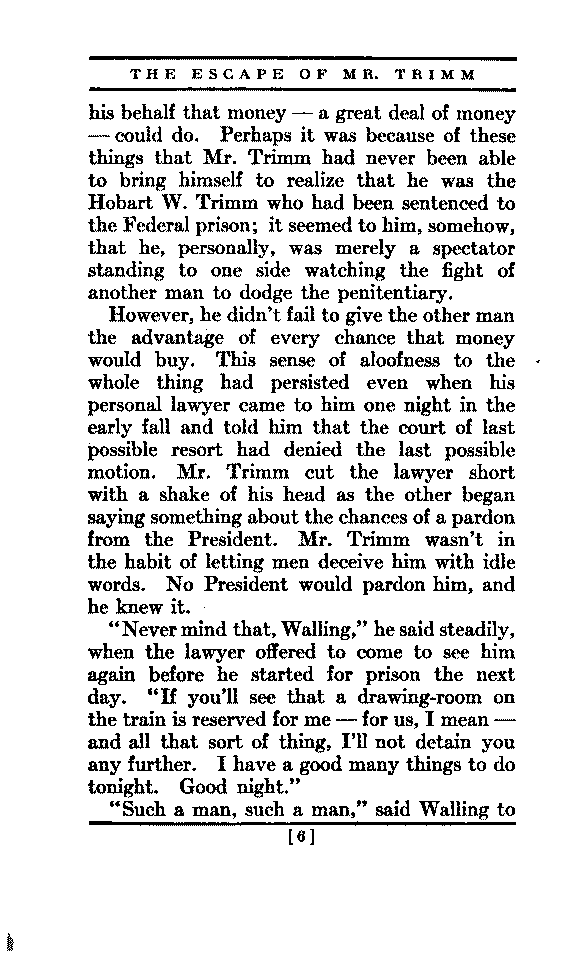 THE ESCAPE OF MR. TRIMM
his behalf that money — a great deal of money
— could do. Perhaps it was because of these
things that Mr. Trimm had never been able
to bring himself to realize that he was the
Hobart W. Trimm who had been sentenced to
the Federal prison; it seemed to him, somehow,
that he, personally, was merely a spectator
standing to one side watching the fight of
another man to dodge the penitentiary.
However, he didn't fail to give the other man
the advantage of every chance that money
would buy. This sense of aloofness to the
whole thing had persisted even when his
personal lawyer came to him one night in the
early fall and told him that the court of last
possible resort had denied the last possible
motion. Mr. Trimm cut the lawyer short
with a shake of his head as the other began
saying something about the chances of a pardon
from the President. Mr. Trimm wasn't in
the habit of letting men deceive him with idle
words. No President would pardon him, and
he knew it.
"Never mind that, Walling," he said steadily,
when the lawyer offered to come to see him
again before he started for prison the next
day. "If you'll see that a drawing-room on
the train is reserved for me — for us, I mean —
and all that sort of thing, I'll not detain you
any further. I have a good many things to do
tonight. Good night."
"Such a man, such a man," said Walling to
[6]